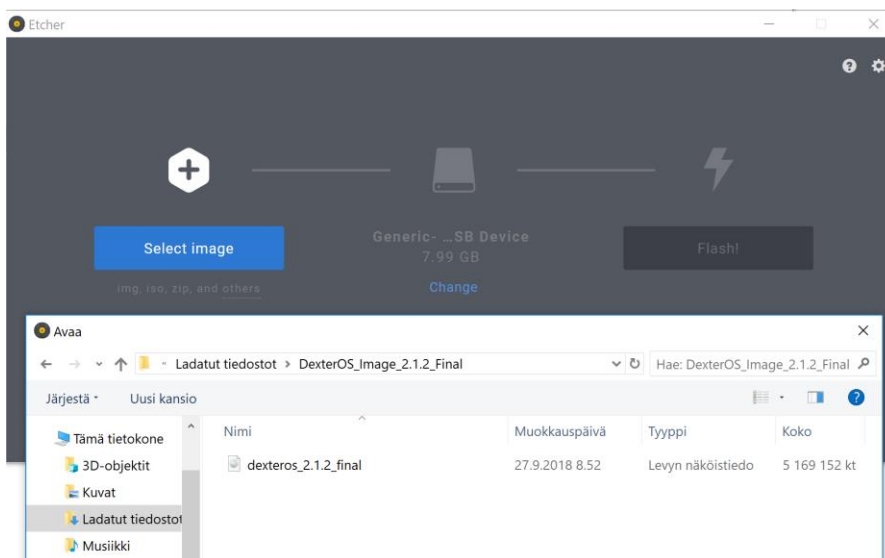 Etcher
Select image
img, iso, zip, and others
Generic- ...SB Device
7.99 GB
Change
Flash!
Avaa
Ladatut tiedostot > DexterOS_Image_2.1.2_Final
Hae: DexterOS_Image_2.1.2_Final
Järjestä
Uusi kansio
Tämä tietokone
3D-objektit
Kuvat
Ladatut tiedostot
Musiikki
Nimi
Muokkauspäivä
Tyyppi
Koko
dexteros_2.1.2_final
27.9.2018 8.52
Levyn näköistiedo
5 169 152 kt